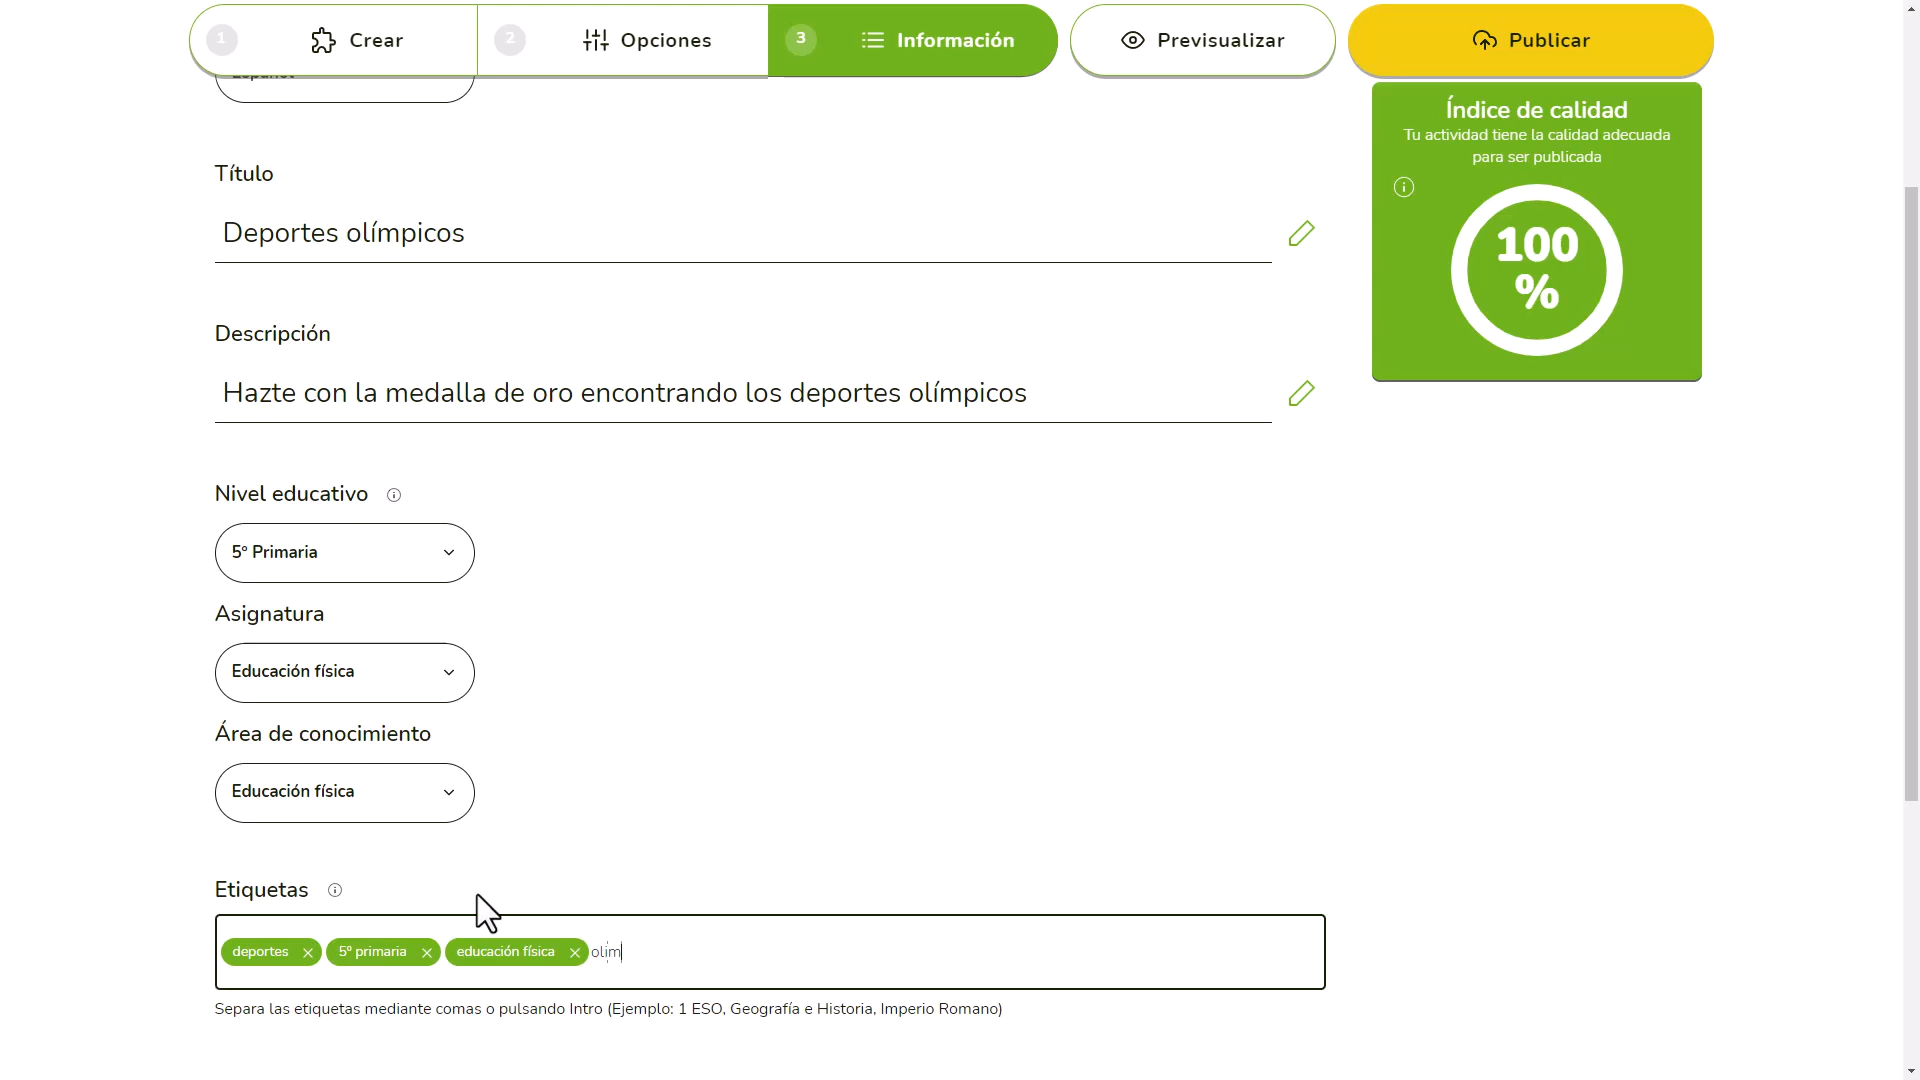 1 Crear 2 Opciones 3 Información Previsualizar Publicar
Español
Índice de calidad
Tu actividad tiene la calidad adecuada
para ser publicada
100
%
Título
Deportes olímpicos
Descripción
Hazte con la medalla de oro encontrando los deportes olímpicos
Nivel educativo
5º Primaria
Asignatura
Educación física
Área de conocimiento
Educación física
Etiquetas
deportes 5º primaria educación física olim
Separa las etiquetas mediante comas o pulsando Intro (Ejemplo: 1 ESO, Geografía e Historia, Imperio Romano)